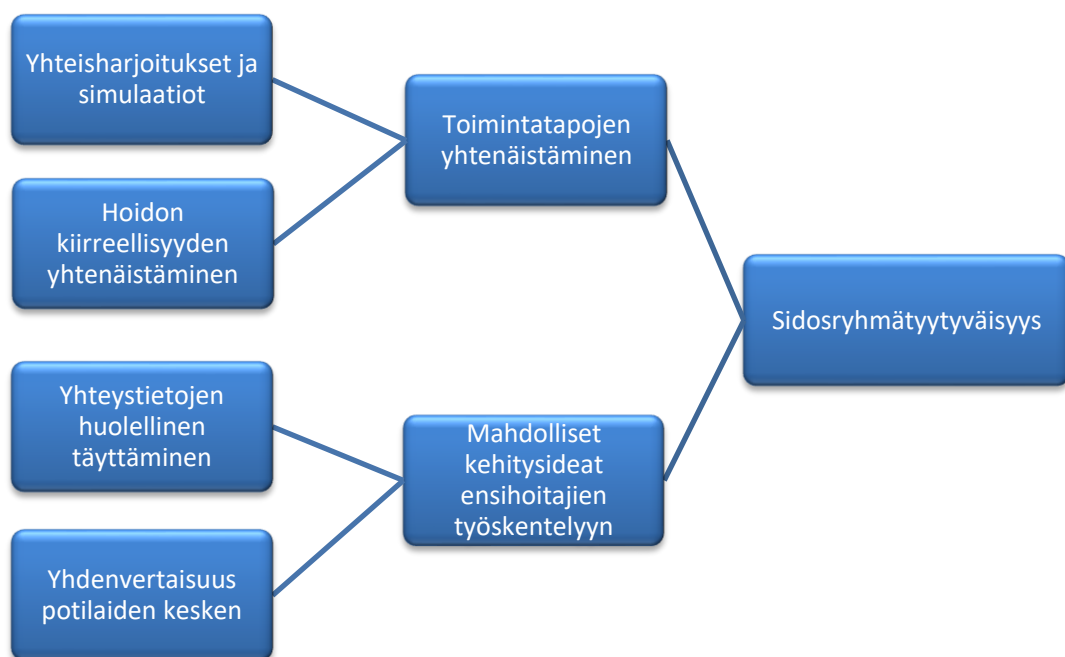 Yhteisharjoitukset ja
simulaatiot
Hoidon
kiirreellisyyden
yhtenäistäminen
Yhteystietojen
huolellinen
täyttäminen
Yhdenvertaisuus
potilaiden kesken
Toimintatapojen
yhtenäistäminen
Mahdolliset
kehitysideat
ensihoitajien
työskentelyyn
Sidosryhmätyytyväisyys